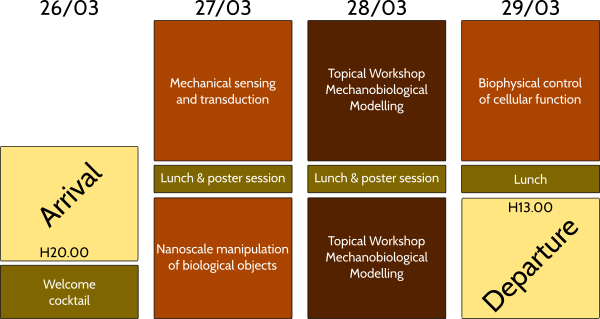 26/03
Arrival
H20.00
Welcome
cocktail
27/03
Mechanical sensing
and transduction
Lunch & poster session
Nanoscale manipulation
of biological objects
28/03
Topical Workshop
Mechanobiological
Modelling
Lunch & poster session
Topical Workshop
Mechanobiological
Modelling
29/03
Biophysical control
of cellular function
Lunch
H13.00
Departure